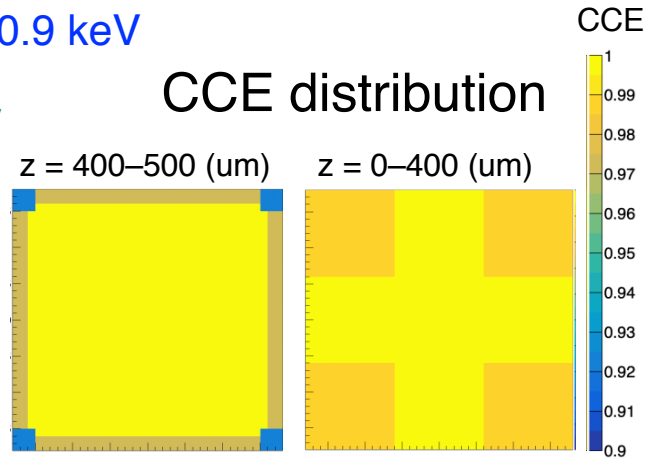 CCE
0.9 keV
CCE distribution
z = 400–500 (um)
z = 0–400 (um)
1
0.99
0.98
0.97
0.96
0.95
0.94
0.93
0.92
0.91
0.9